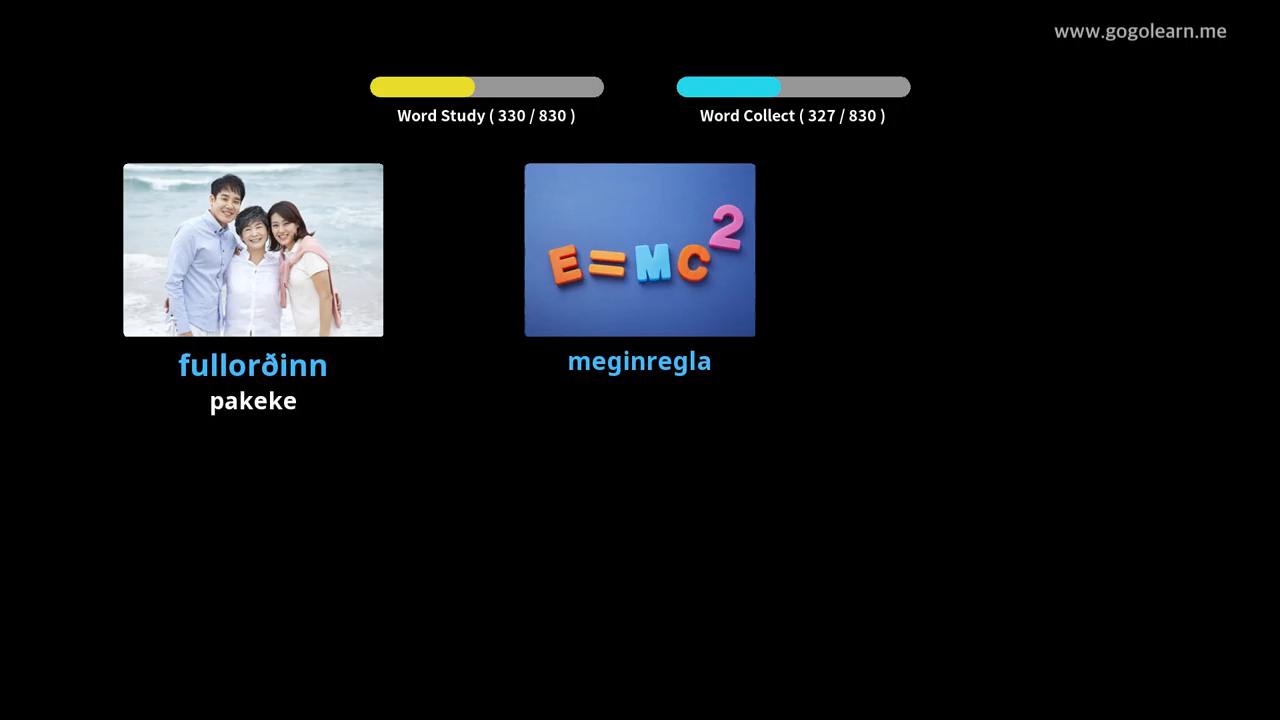 www.gogolearn.me
Word Study ( 330 / 830 )
Word Collect ( 327 / 830 )
E=MC2
fullorðinn
pakeke
meginregla